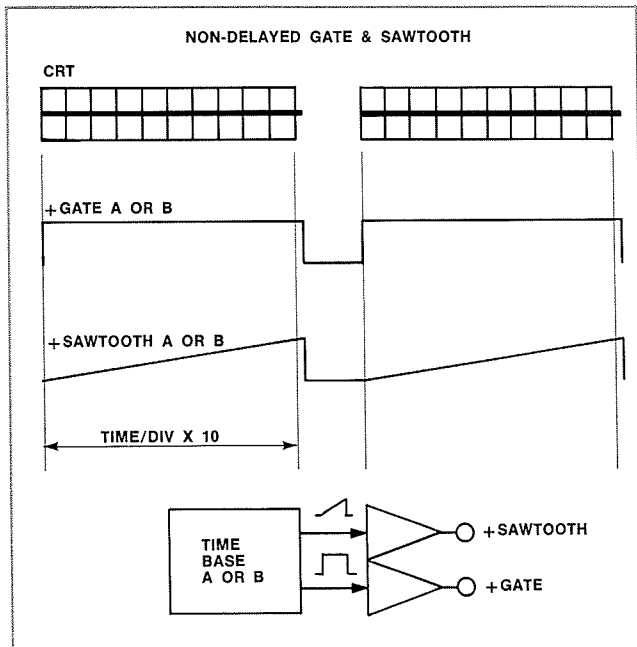 NON-DELAYED GATE & SAWTOOTH
CRT
+GATE A OR B
+SAWTOOTH A OR B
TIME/DIV X 10
TIME
BASE
A OR B
+SAWTOOTH
+GATE